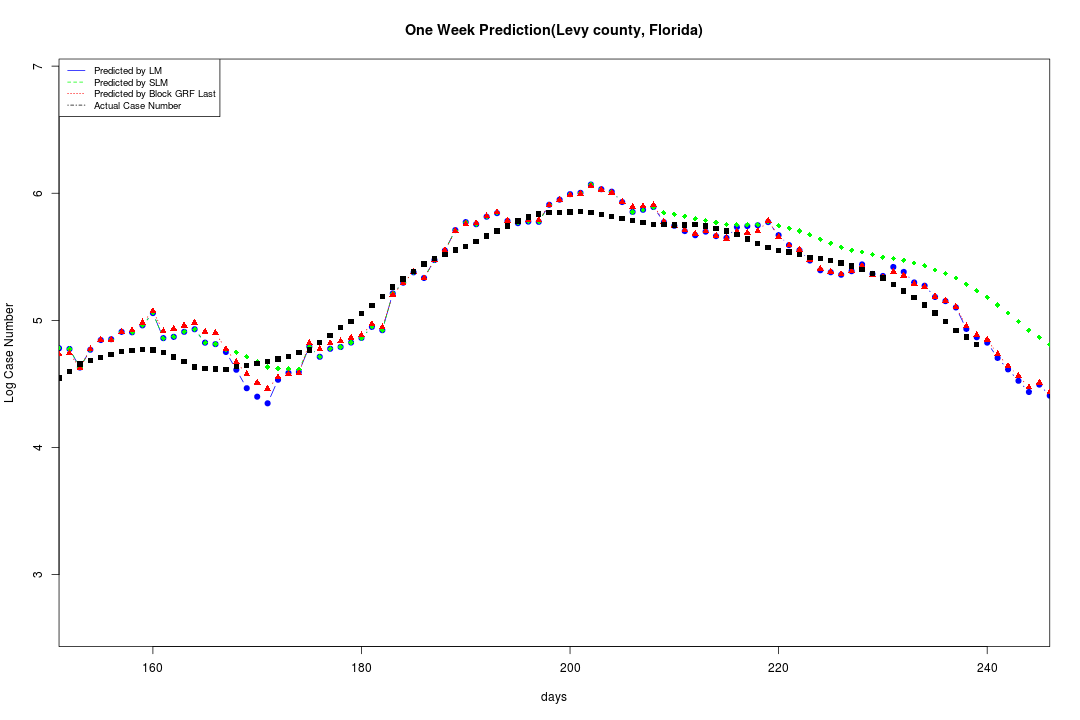 One Week Prediction(Levy county, Florida)
7
Predicted by LM
Predicted by SLM
Predicted by Block GRF Last
Actual Case Number
6
5
4
3
Log Case Number
160 180 200 220 240
days